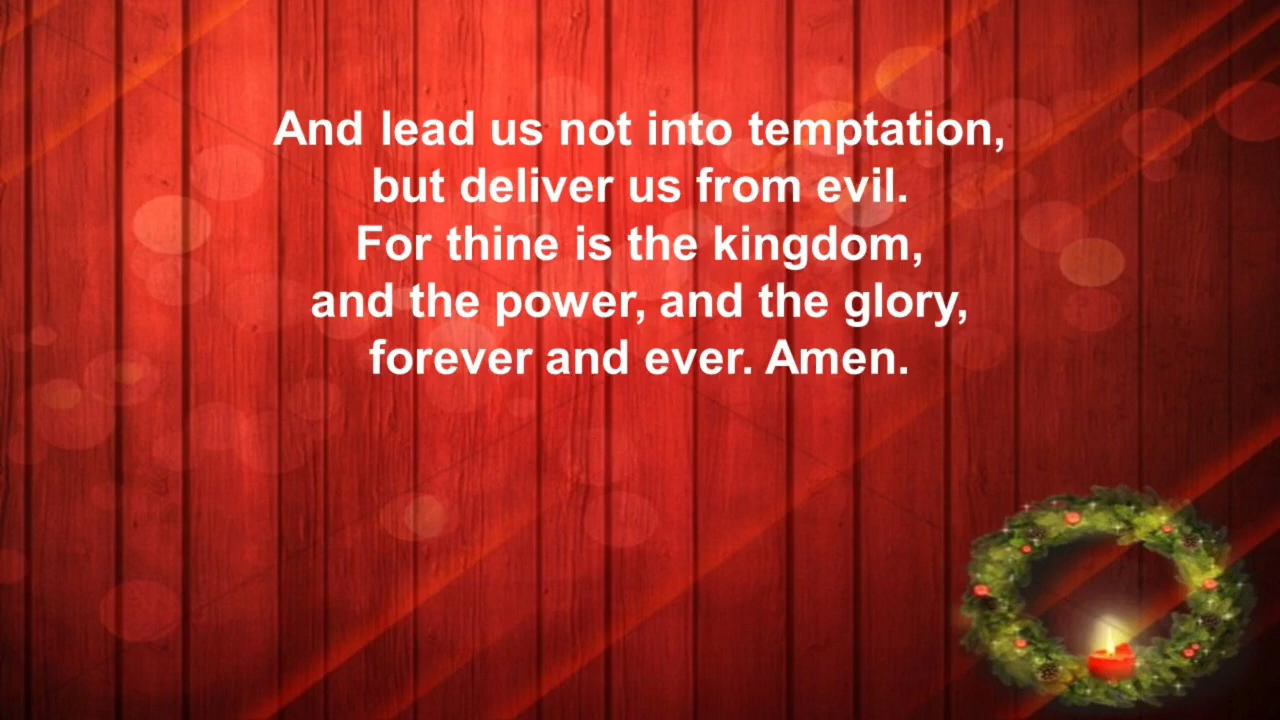 And lead us not into temptation,
but deliver us from evil.
For thine is the kingdom,
and the power, and the glory,
forever and ever. Amen.